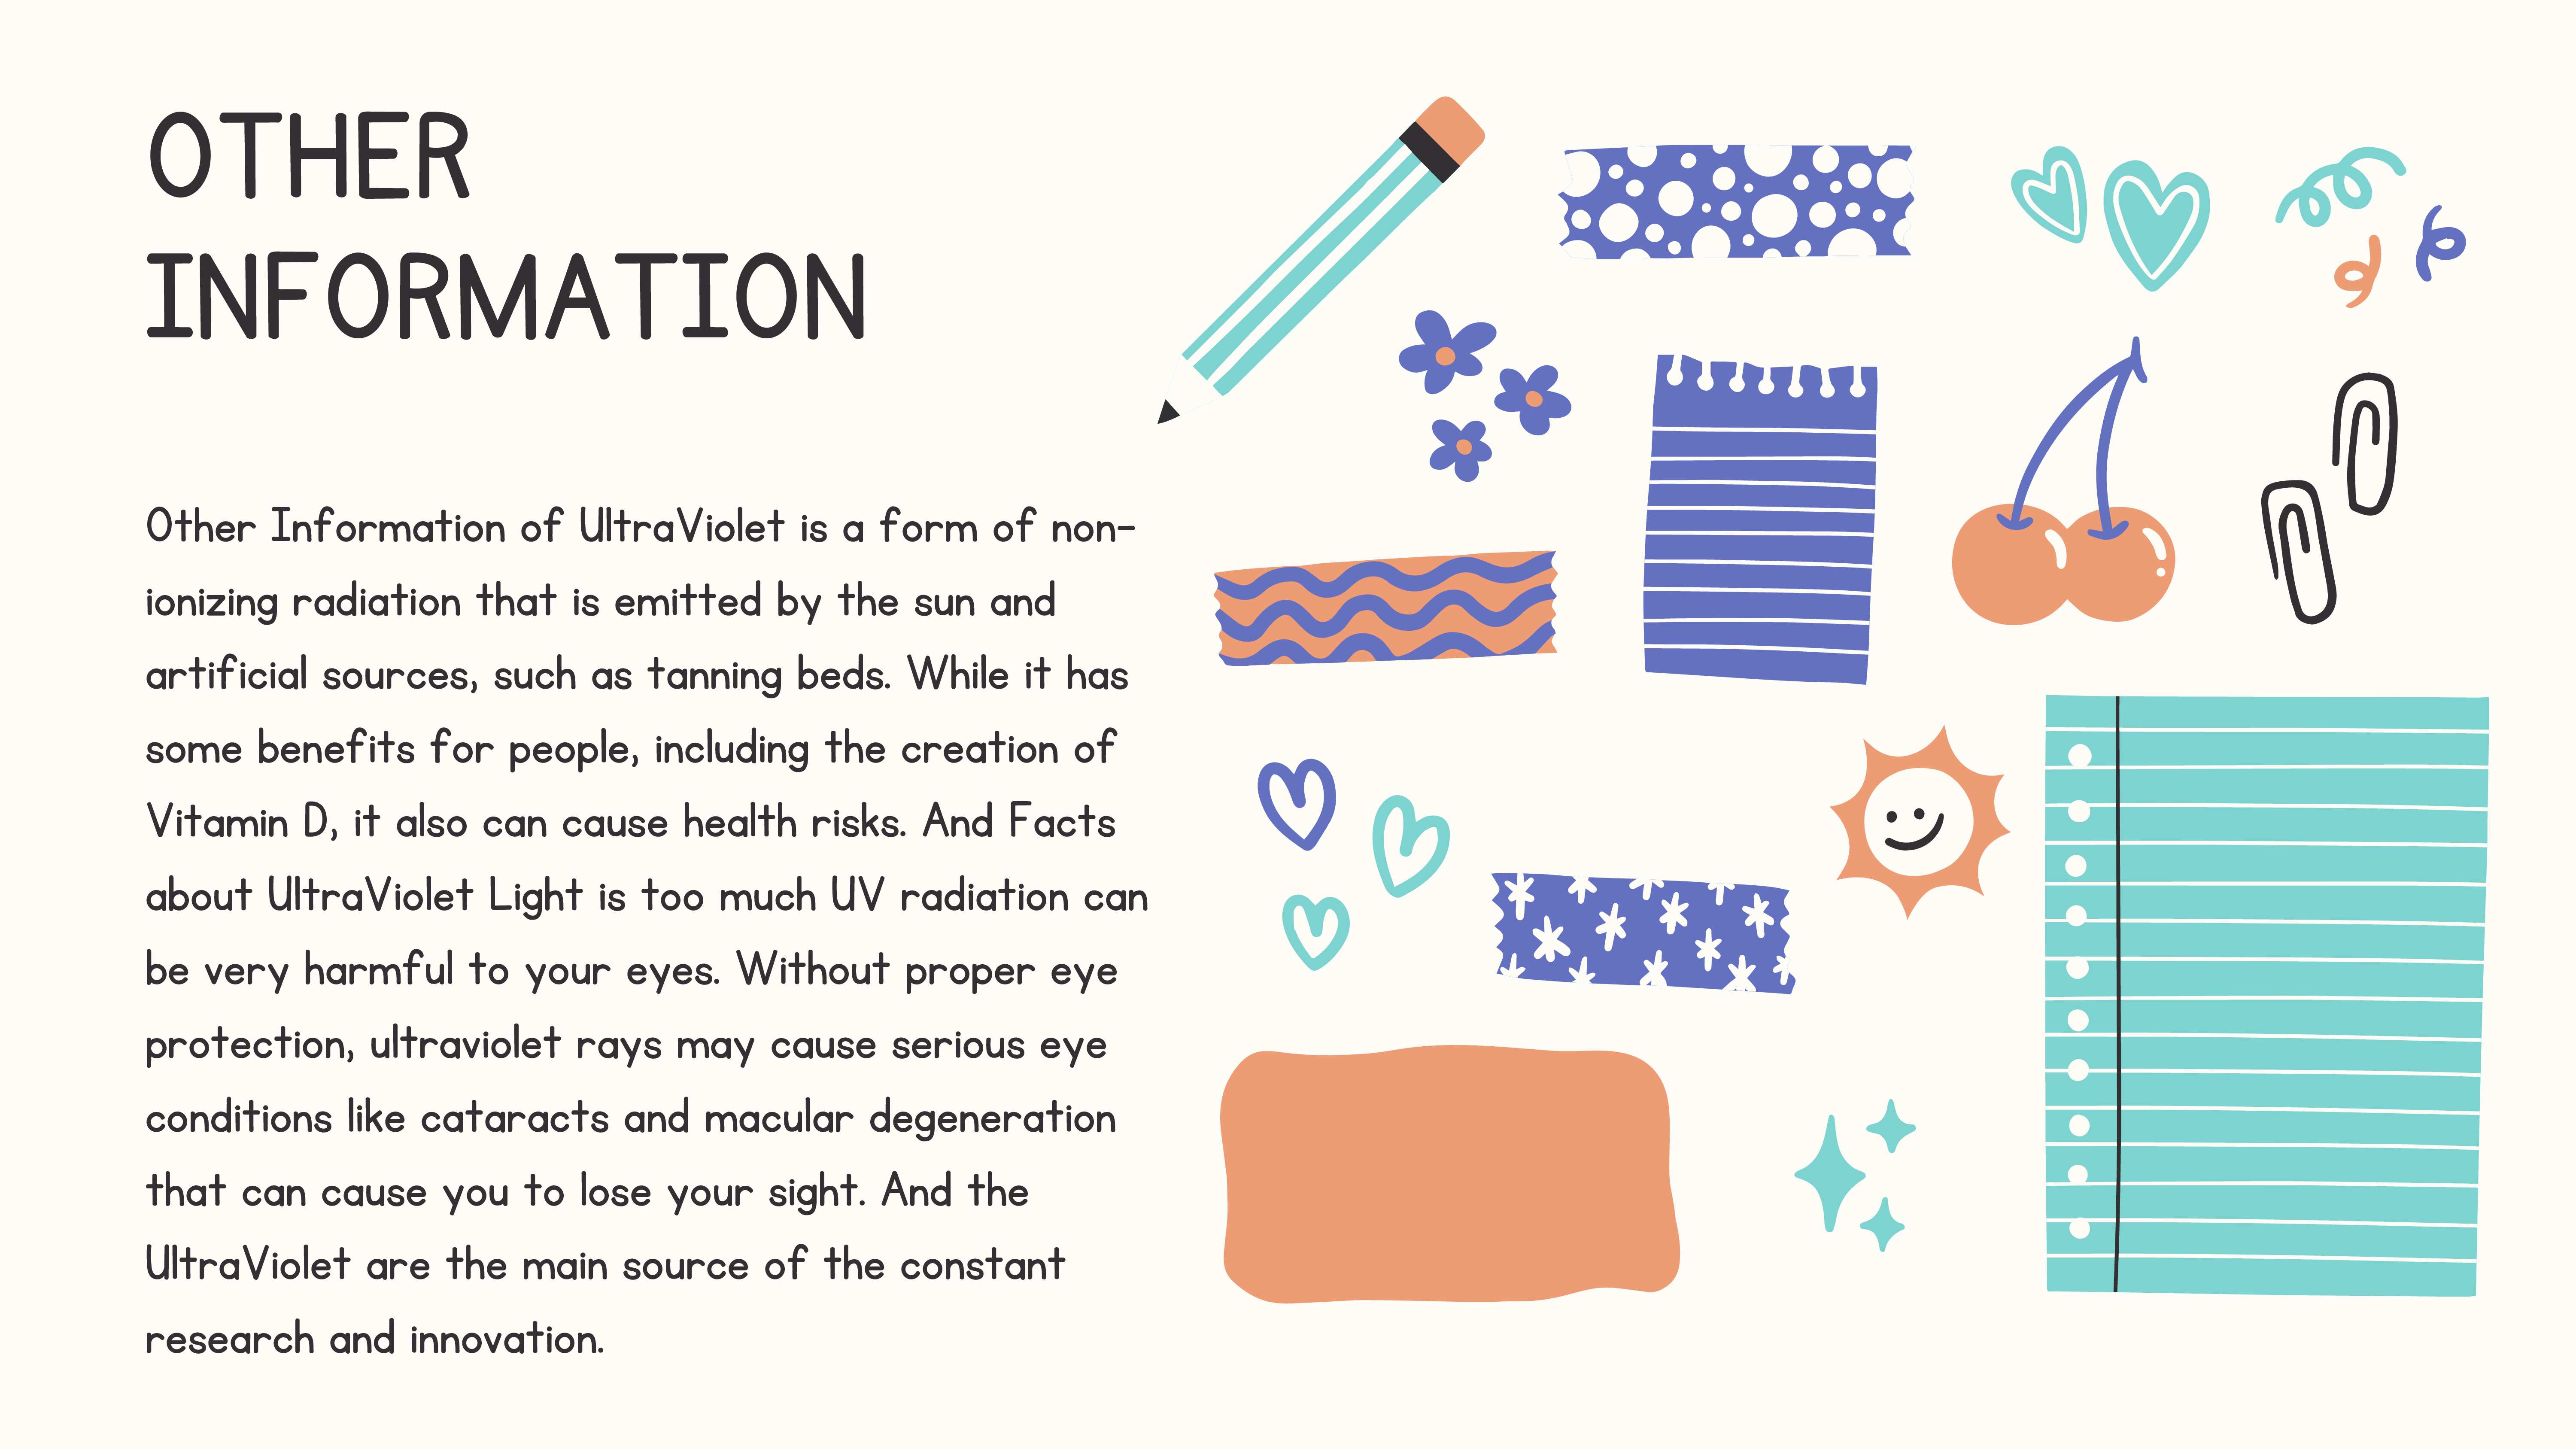 OTHER
INFORMATION
Other Information of UltraViolet is a form of non-
ionizing radiation that is emitted by the sun and
artificial sources, such as tanning beds. While it has
some benefits for people, including the creation of
Vitamin D, it also can cause health risks. And Facts
about UltraViolet Light is too much UV radiation can
be very harmful to your eyes. Without proper eye
protection, ultraviolet rays may cause serious eye
conditions like cataracts and macular degeneration
that can cause you to lose your sight. And the
UltraViolet are the main source of the constant
research and innovation.